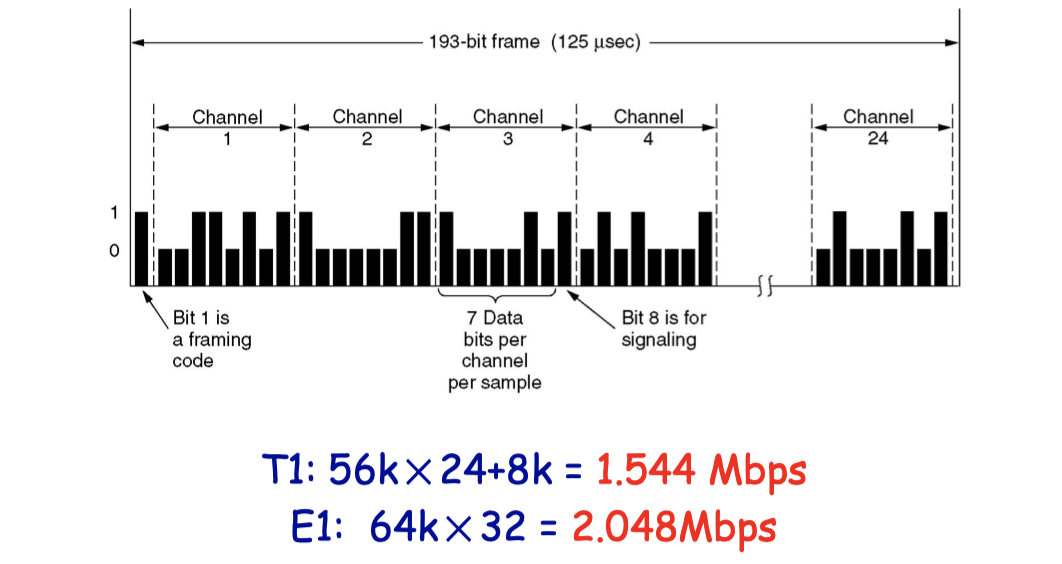 193-bit frame (125 μsec)
Channel 1
Channel 2
Channel 3
Channel 4
Channel 24
1
0
Bit 1 is
a framing
code
7 Data
bits per
channel
per sample
Bit 8 is for
signaling
T1: 56k×24+8k = 1.544 Mbps
E1: 64k×32 = 2.048Mbps